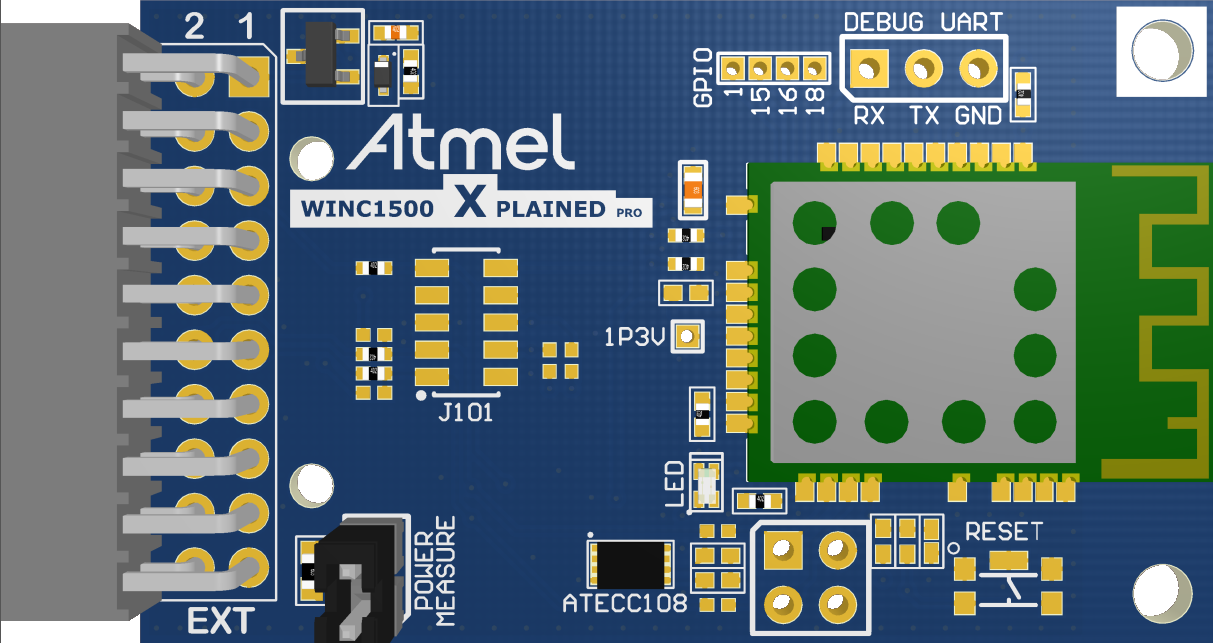 2 1
DEBUG UART
GPIO
1
15
16
18
RX TX GND
Atmel
WINC1500 X PLAINED PRO
1P3V
J101
LED
RESET
POWER
MEASURE
ATECC108
EXT